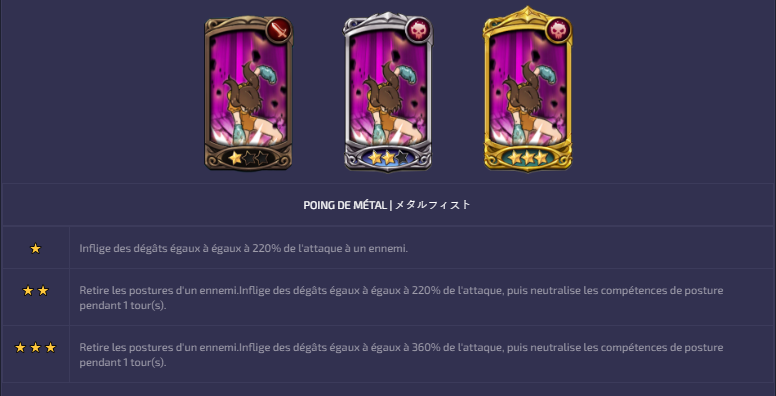 POING DE MÉTAL | メタルフィスト
Inflige des dégâts égaux à égaux à 220% de l'attaque à un ennemi.
Retire les postures d'un ennemi.Inflige des dégâts égaux à égaux à 220% de l'attaque, puis neutralise les compétences de posture
pendant 1 tour(s).
Retire les postures d'un ennemi.Inflige des dégâts égaux à égaux à 360% de l'attaque, puis neutralise les compétences de posture
pendant 1 tour(s).